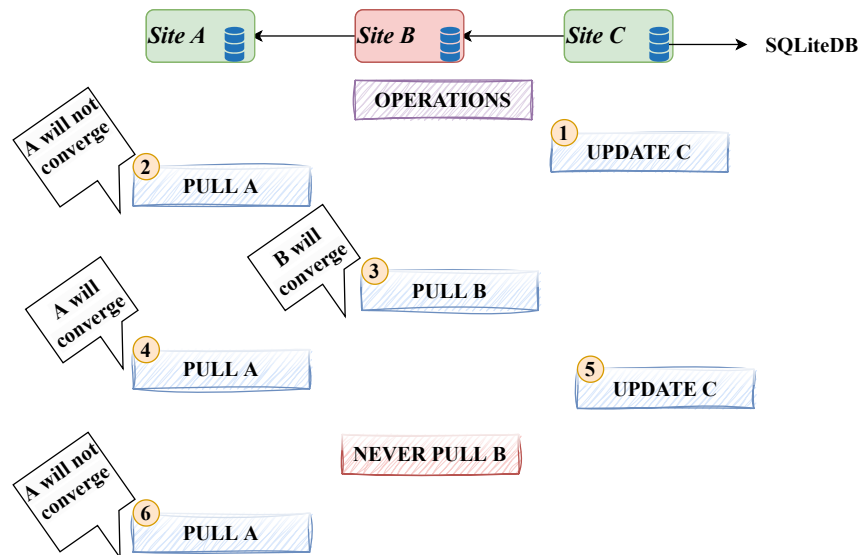 Site A
Site B
Site C
SQLiteDB
OPERATIONS
A will not
converge
1
UPDATE C
2
PULL A
B will
converge
3
PULL B
A will
converge
4
PULL A
5
UPDATE C
NEVER PULL B
A will not
converge
6
PULL A